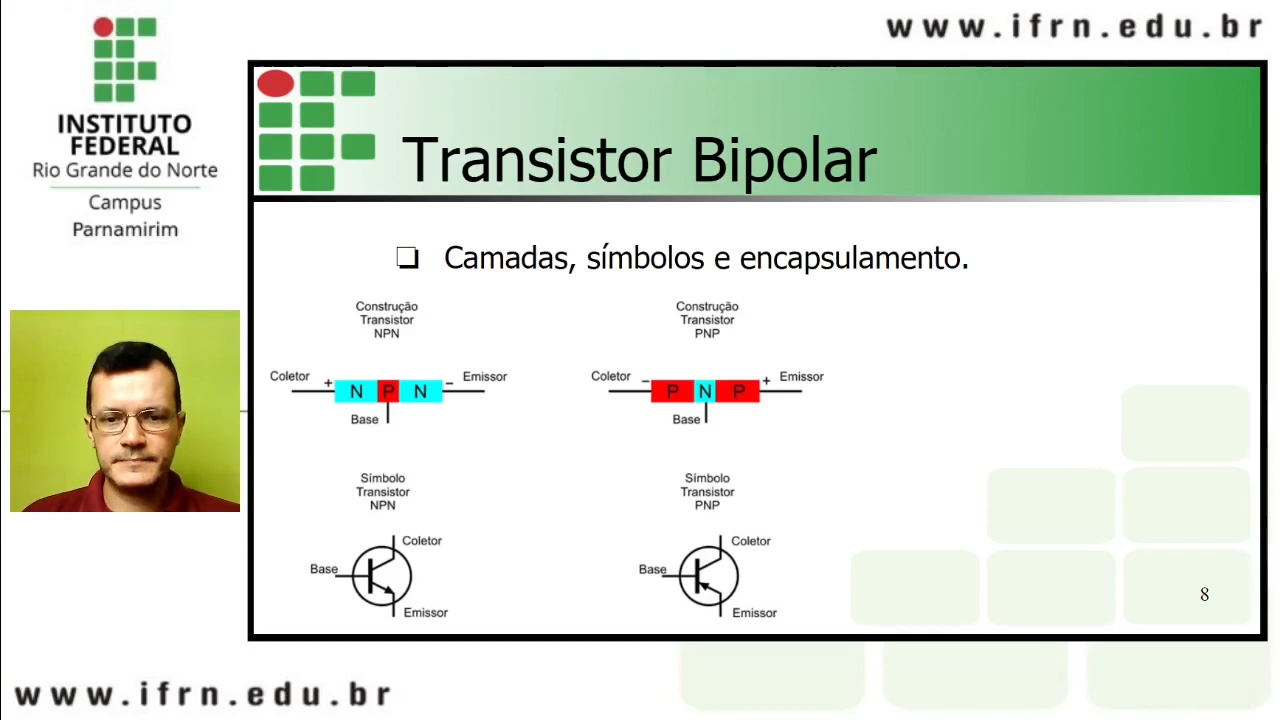 www.ifrn.edu.br
INSTITUTO
FEDERAL
Rio Grande do Norte
Campus
Parnamirim
Transistor Bipolar
❏ Camadas, símbolos e encapsulamento.
Construção
Transistor
NPN
Coletor + N P N - Emissor
Base
Construção
Transistor
PNP
Coletor - P N P + Emissor
Base
Símbolo
Transistor
NPN
Coletor
Base
Emissor
Símbolo
Transistor
PNP
Coletor
Base
Emissor
8
www.ifrn.edu.br